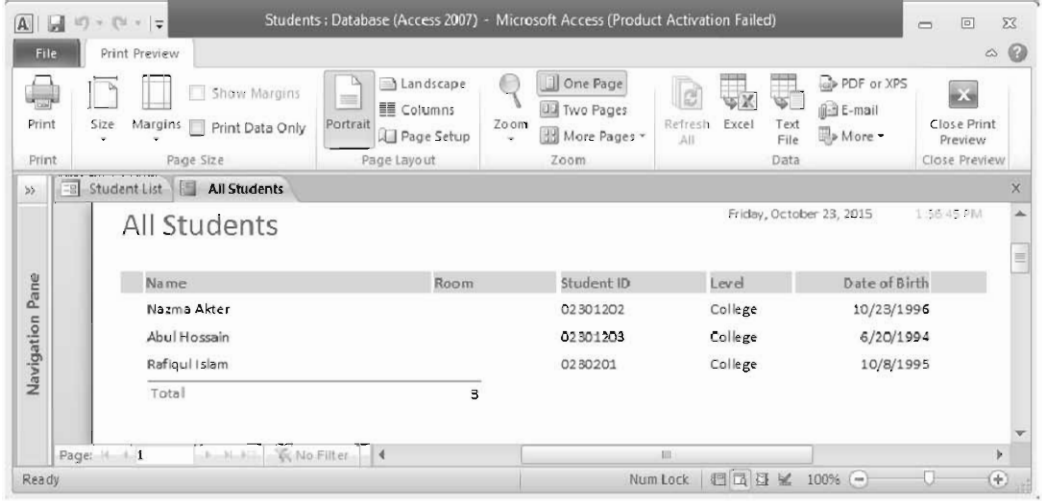 Students : Database (Access 2007) - Microsoft Access (Product Activation Failed)
File Print Preview
Print
Size
Margins
Show Margins
Print Data Only
Portrait
Landscape
Columns
Page Setup
Zoom
One Page
Two Pages
More Pages
Refresh All
Excel
Text File
PDF or XPS
E-mail
More
Close Print Preview
Print Page Size Page Layout Zoom Data Close Preview
Student List All Students
Navigation Pane
All Students
Friday, October 23, 2015 1:56:45 PM
Name Room Student ID Level Date of Birth
Nazma Akter 02301202 College 10/23/1996
Abul Hossain 02301203 College 6/20/1994
Rafiqul Islam 0230201 College 10/8/1995
Total 3
Page: 1 No Filter
Ready Num Lock 100%